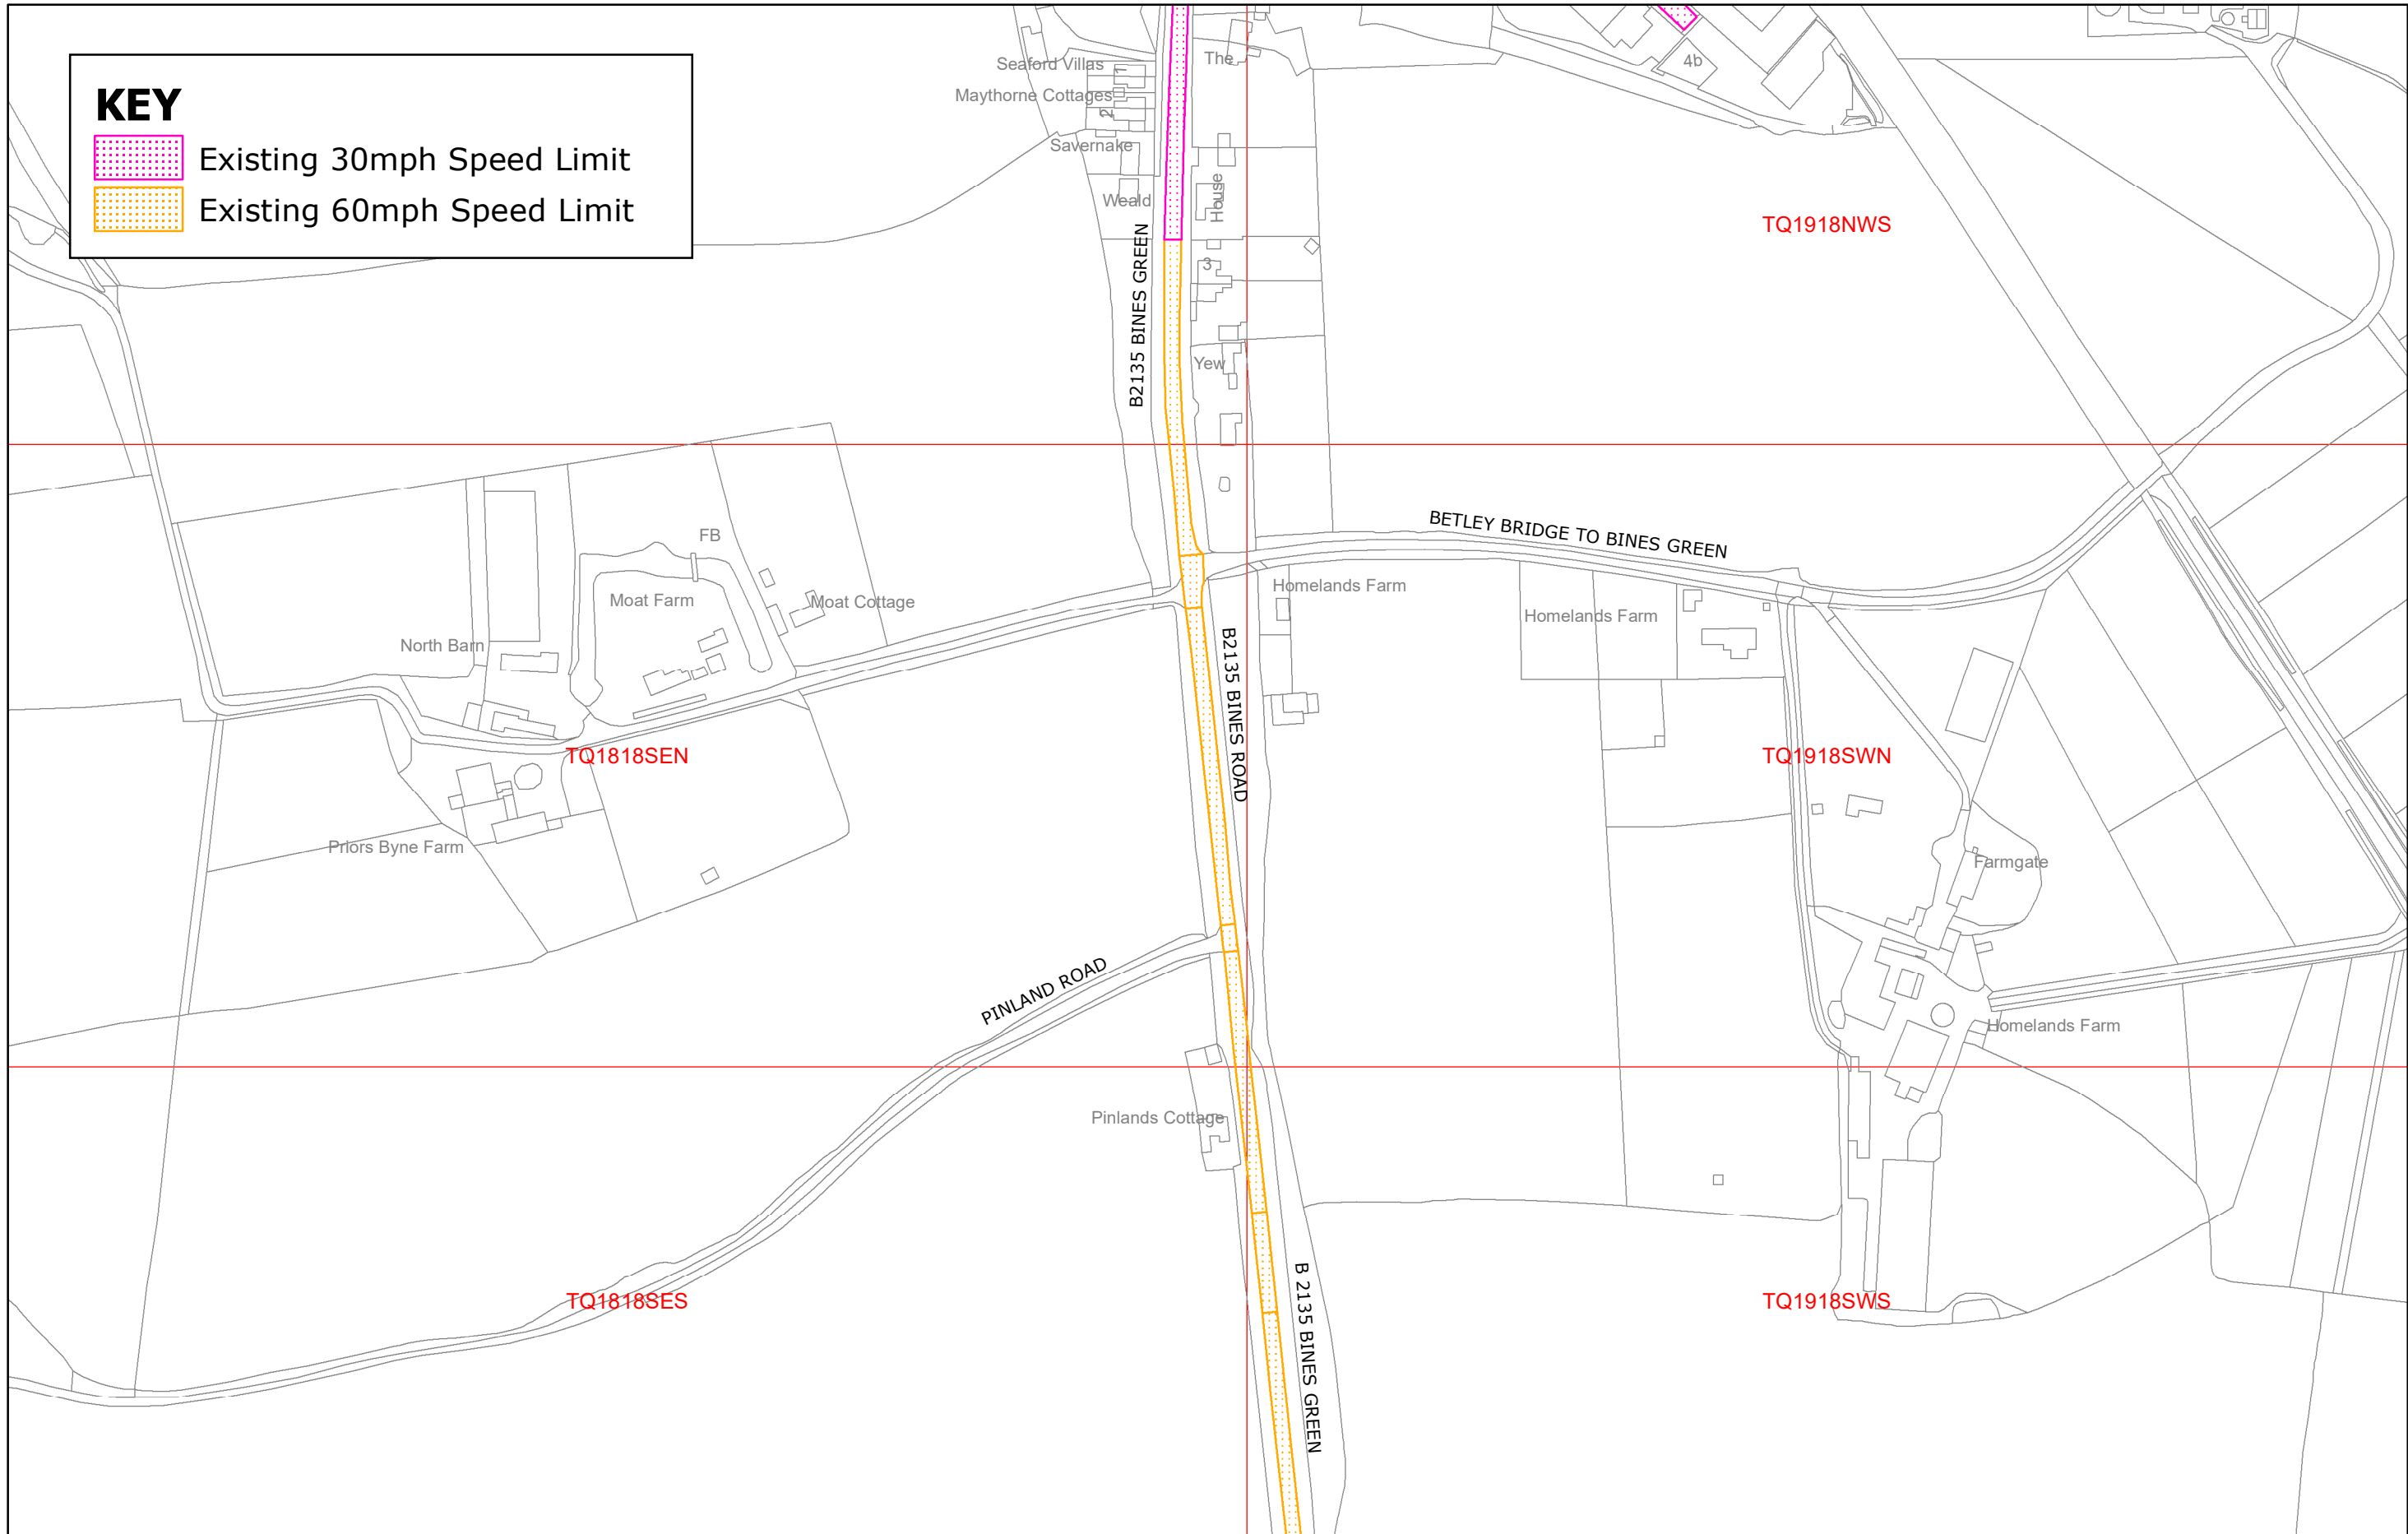 KEY
Existing 30mph Speed Limit
Existing 60mph Speed Limit
Seaford Villas
1
The
4b
Maythorne Cottages
2
Savernake
Weald
House
TQ1918NWS
B2135 BINES GREEN
3
Yew
BETLEY BRIDGE TO BINES GREEN
FB
Moat Farm
Moat Cottage
Homelands Farm
Homelands Farm
North Barn
B2135 BINES ROAD
TQ1818SEN
TQ1918SWN
Priors Byne Farm
Farmgate
PINLAND ROAD
Homelands Farm
Pinlands Cottage
TQ1818SES
TQ1918SWS
B 2135 BINES GREEN